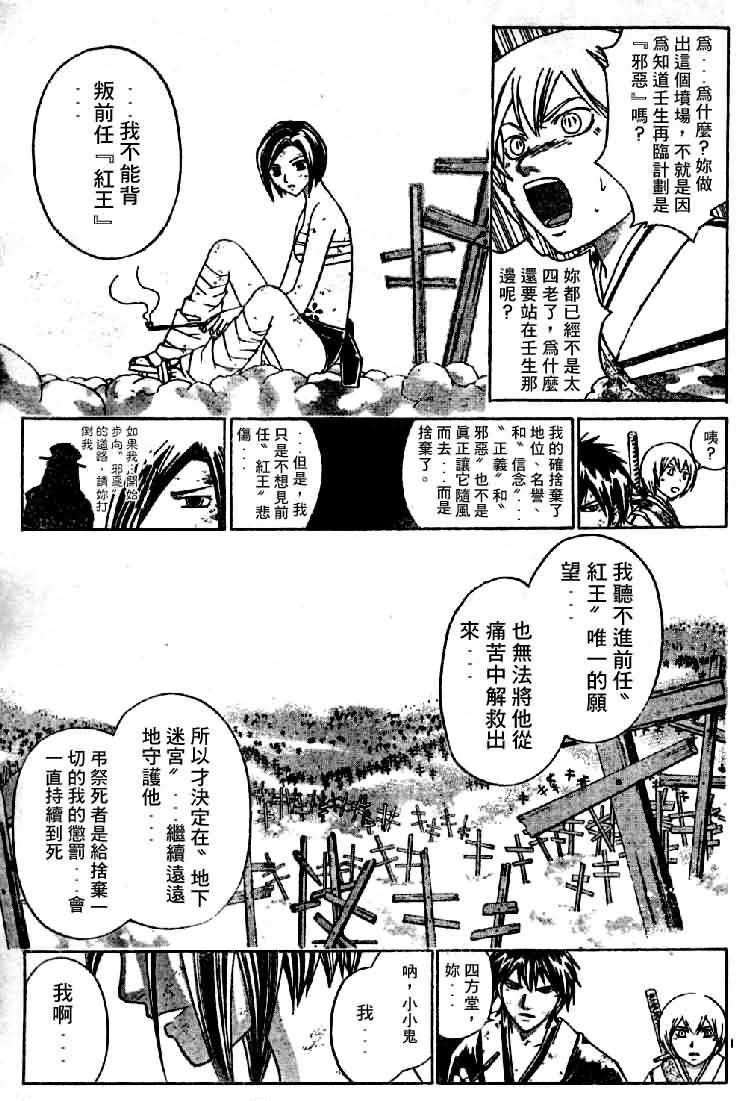 爲...爲什麼？妳做
出這個墳場，不就是因
爲知道壬生再臨計劃是
『邪惡』嗎？
妳都已經不是太
四老了，爲什麼
還要站在壬生那
邊呢？
...我不能背
叛前任『紅王』
...
咦？
我的確捨棄了
地位、名譽、
和〝信念〞...
〝正義〞和〝
邪惡〞也不是
眞正讓它隨風
而去...而是
捨棄了。
...但是，我
只是不想見前
任〝紅王〞悲
傷...
如果我...開始
步向〝邪惡〞
的道路，請妳打
倒我...
我聽不進前任〝
紅王〞唯一的願
望...
也無法將他從
痛苦中解救出
來...
所以才決定在〝地下
迷宮〞...繼續遠遠
地守護他...
弔祭死者是給捨棄一
切的我的懲罰...會
一直持續到死
四方堂，
妳...
吶，小小鬼
我...
我啊...